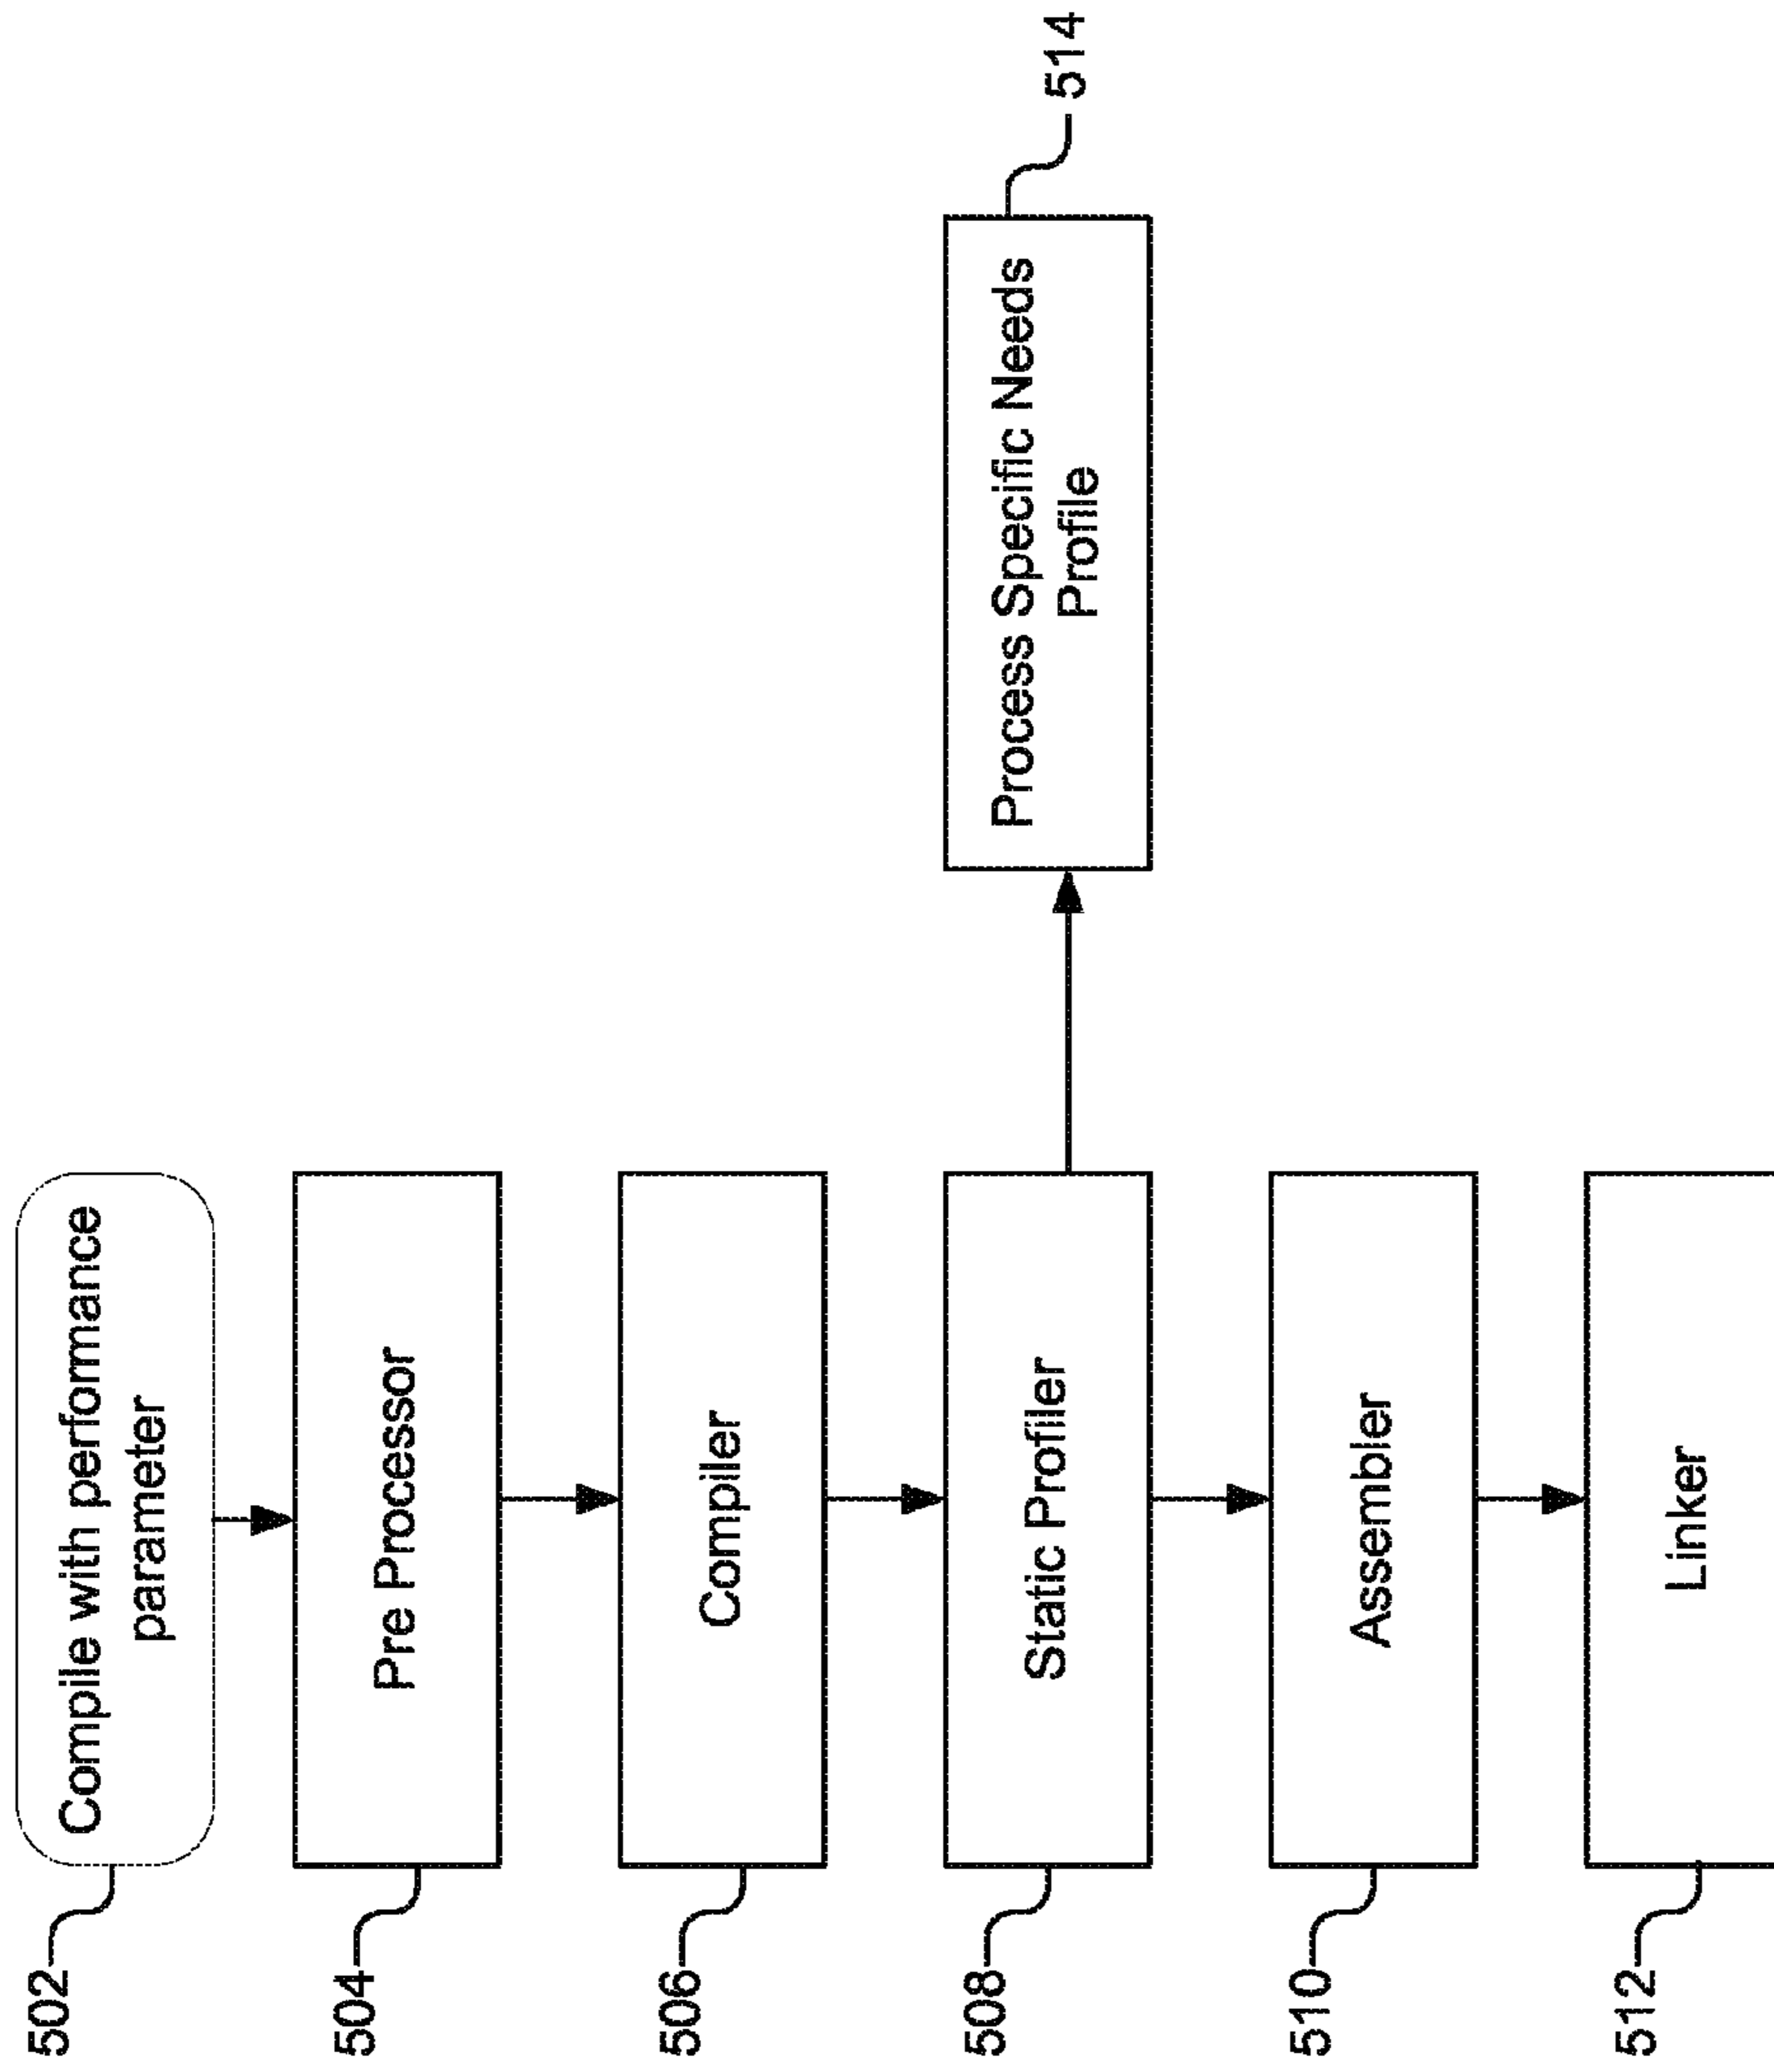 502
Compile with performance
parameter
504
Pre Processor
506
Compiler
508
Static Profiler
Process Specific Needs
Profile
514
510
Assembler
512
Linker